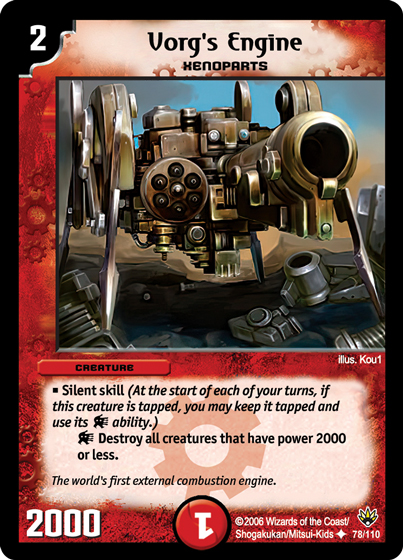 2
Vorg's Engine
XENOPARTS
illus. Kou1
CREATURE
▪ Silent skill (At the start of each of your turns, if
this creature is tapped, you may keep it tapped and
use its ability.)
Destroy all creatures that have power 2000
or less.
The world's first external combustion engine.
2000
1
©2006 Wizards of the Coast/
Shogakukan/Mitsui-Kids ✦ 78/110